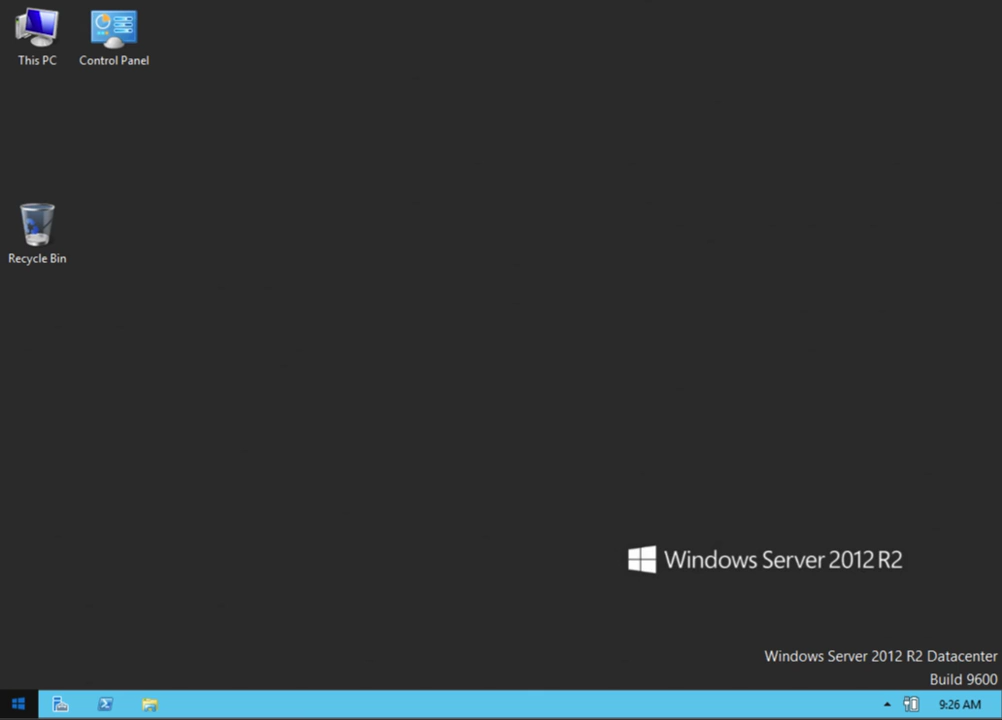 This PC
Control Panel
Recycle Bin
Windows Server 2012 R2
Windows Server 2012 R2 Datacenter
Build 9600
9:26 AM